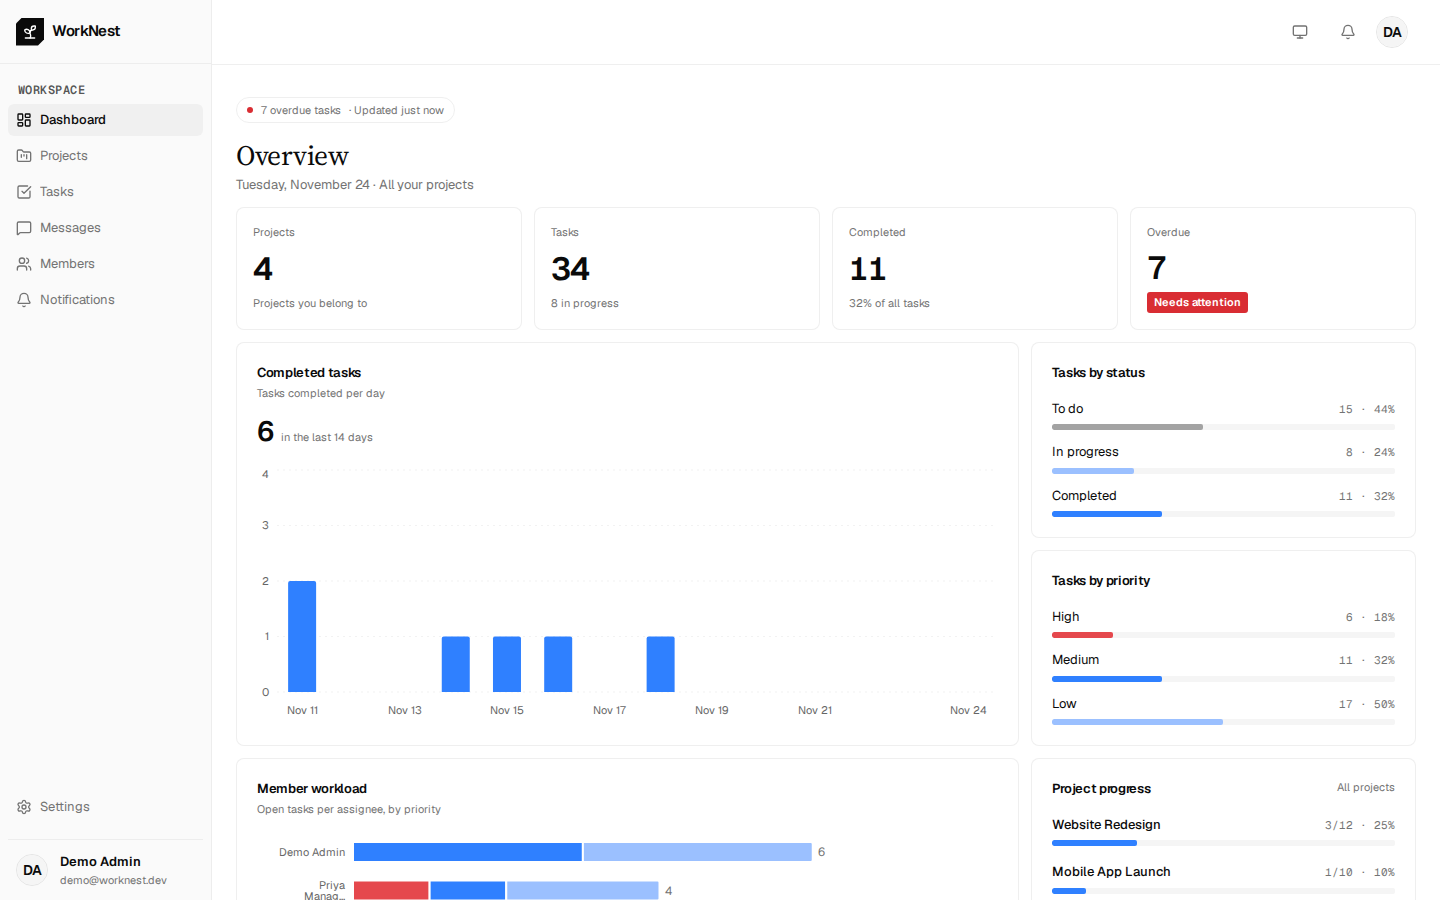 WorkNest
DA
WORKSPACE
Dashboard
Projects
Tasks
Messages
Members
Notifications
Settings
DA
Demo Admin
demo@worknest.dev
7 overdue tasks · Updated just now
Overview
Tuesday, November 24 · All your projects
Projects
4
Projects you belong to
Tasks
34
8 in progress
Completed
11
32% of all tasks
Overdue
7
Needs attention
Completed tasks
Tasks completed per day
6 in the last 14 days
4
3
2
1
0
Nov 11 Nov 13 Nov 15 Nov 17 Nov 19 Nov 21 Nov 24
Tasks by status
To do 15 · 44%
In progress 8 · 24%
Completed 11 · 32%
Tasks by priority
High 6 · 18%
Medium 11 · 32%
Low 17 · 50%
Member workload
Open tasks per assignee, by priority
Demo Admin 6
Priya
Manag… 4
Project progress All projects
Website Redesign 3/12 · 25%
Mobile App Launch 1/10 · 10%